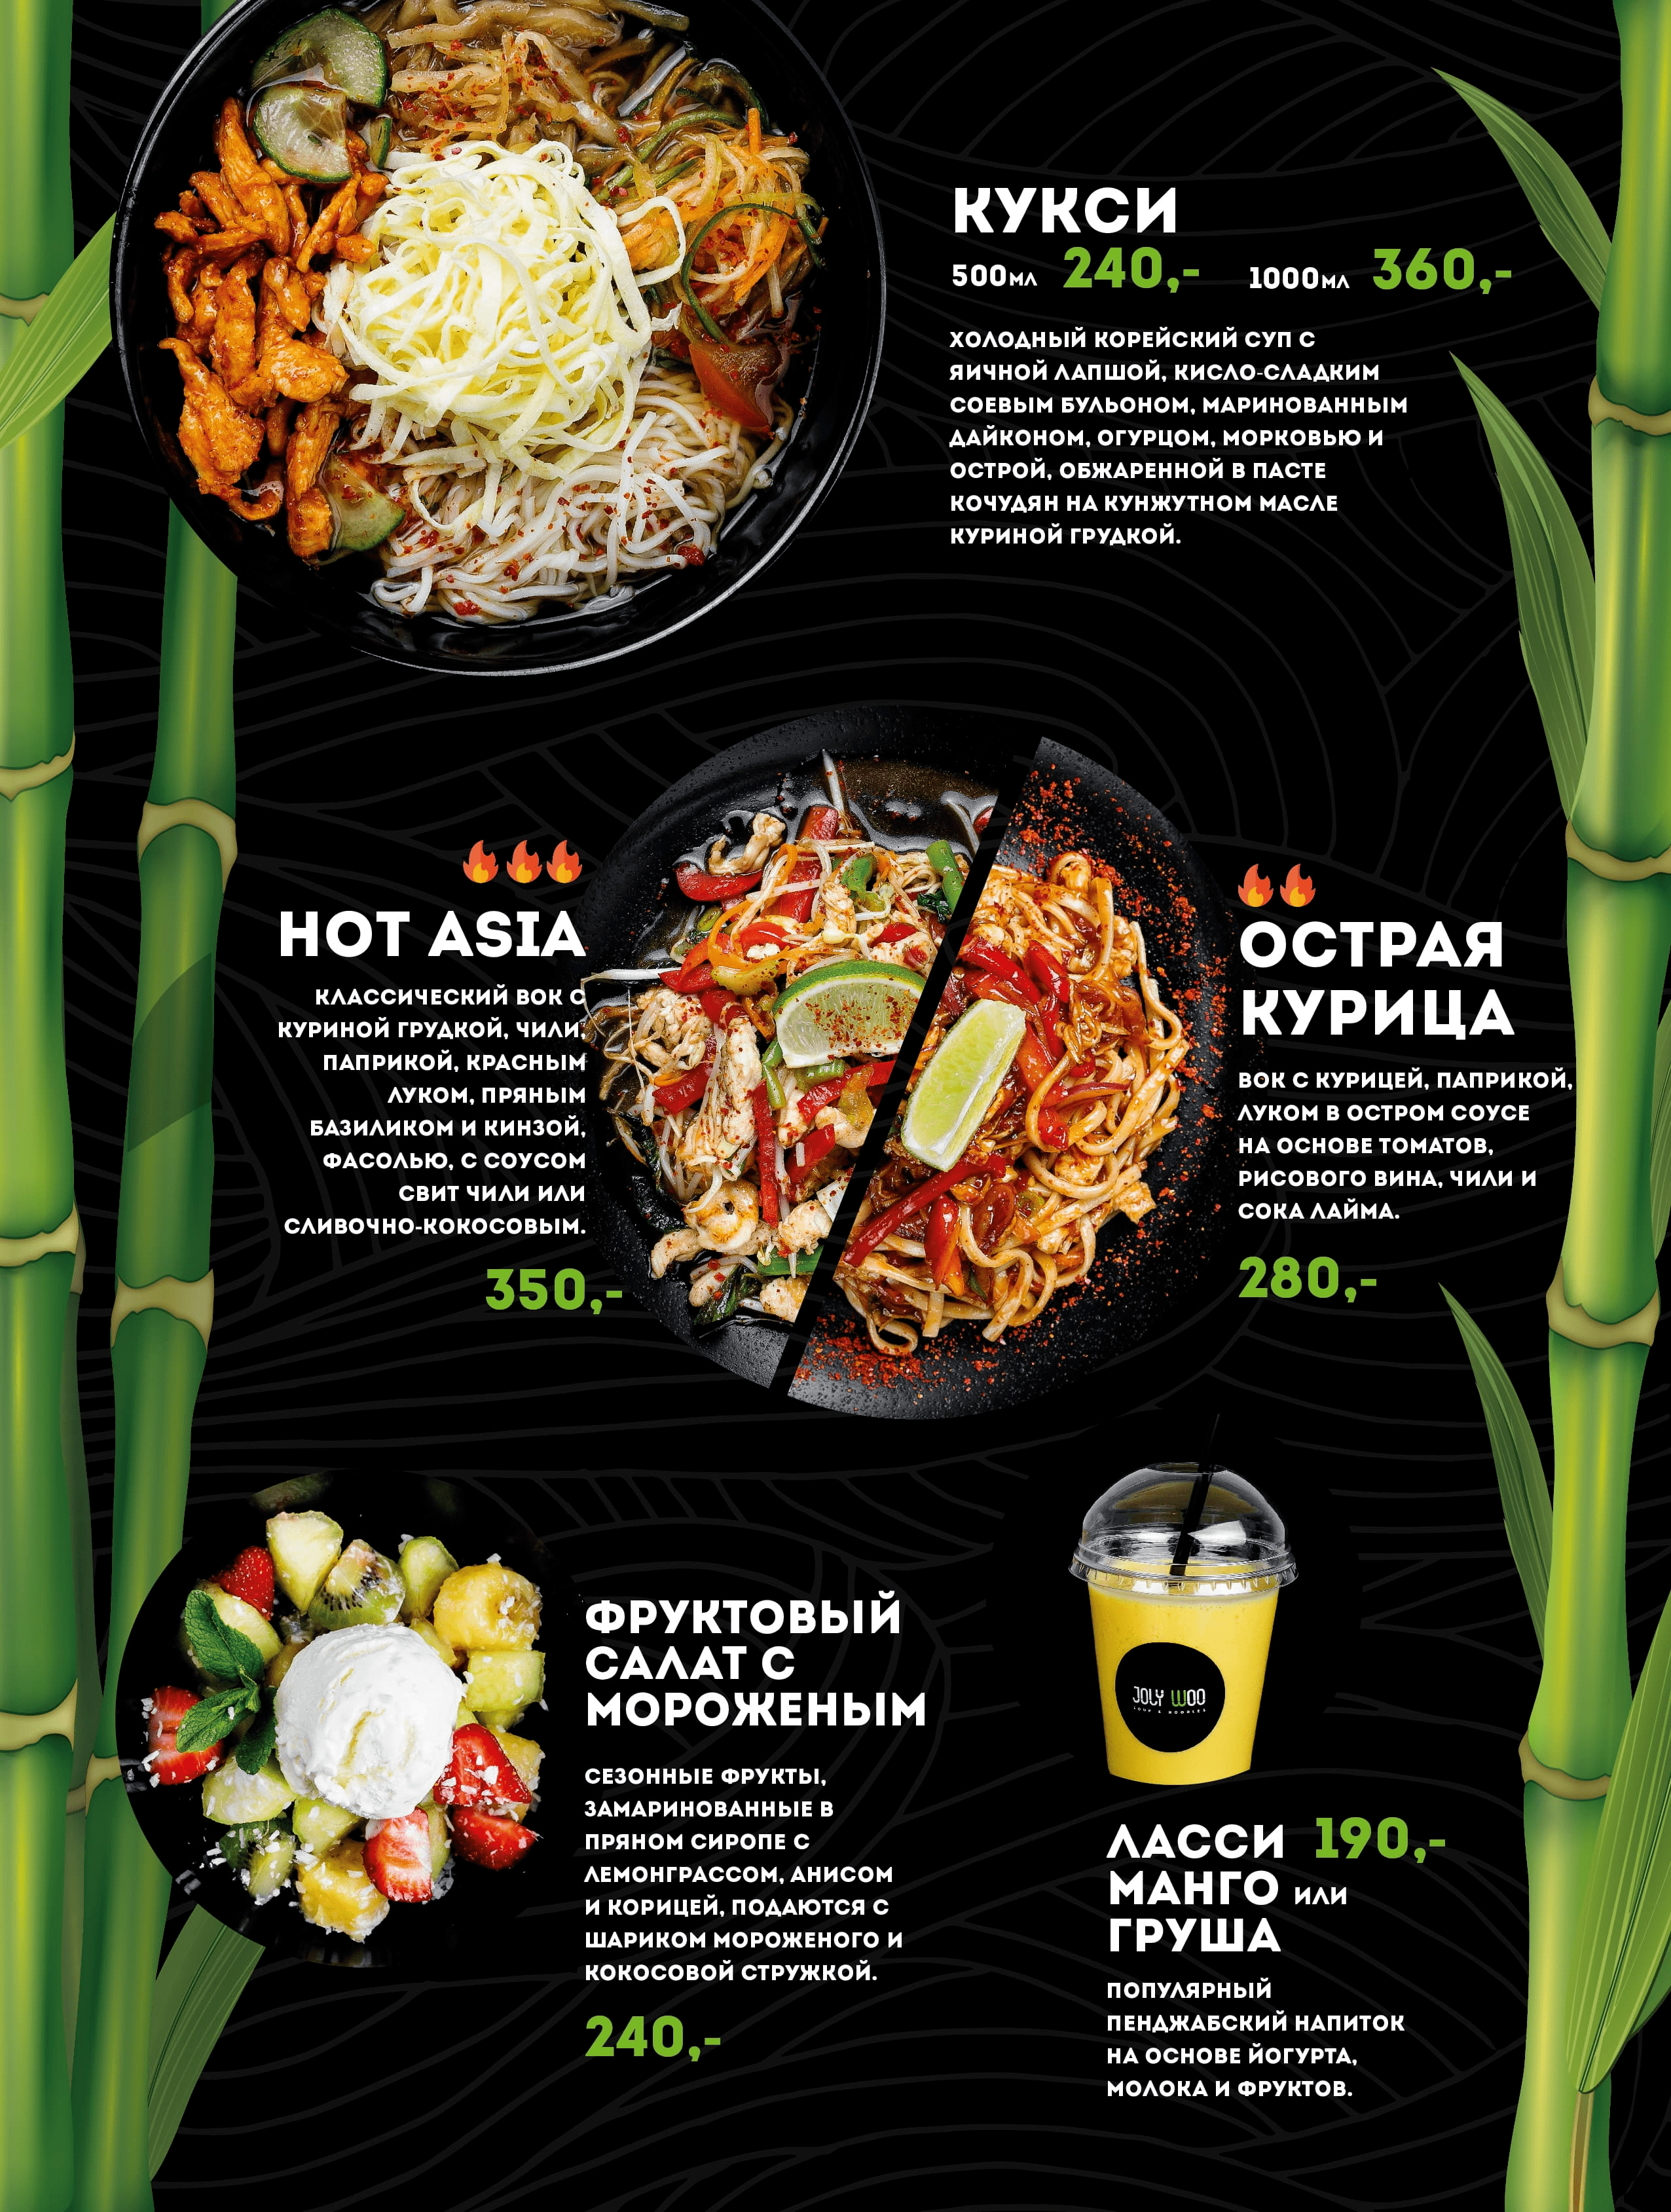 КУКСИ
500МЛ 240,- 1000МЛ 360,-
ХОЛОДНЫЙ КОРЕЙСКИЙ СУП С
ЯИЧНОЙ ЛАПШОЙ, КИСЛО-СЛАДКИМ
СОЕВЫМ БУЛЬОНОМ, МАРИНОВАННЫМ
ДАЙКОНОМ, ОГУРЦОМ, МОРКОВЬЮ И
ОСТРОЙ, ОБЖАРЕННОЙ В ПАСТЕ
КОЧУДЯН НА КУНЖУТНОМ МАСЛЕ
КУРИНОЙ ГРУДКОЙ.
HOT ASIA
КЛАССИЧЕСКИЙ ВОК С
КУРИНОЙ ГРУДКОЙ, ЧИЛИ,
ПАПРИКОЙ, КРАСНЫМ
ЛУКОМ, ПРЯНЫМ
БАЗИЛИКОМ И КИНЗОЙ,
ФАСОЛЬЮ, С СОУСОМ
СВИТ ЧИЛИ ИЛИ
СЛИВОЧНО-КОКОСОВЫМ.
350,-
ОСТРАЯ
КУРИЦА
ВОК С КУРИЦЕЙ, ПАПРИКОЙ,
ЛУКОМ В ОСТРОМ СОУСЕ
НА ОСНОВЕ ТОМАТОВ,
РИСОВОГО ВИНА, ЧИЛИ И
СОКА ЛАЙМА.
280,-
ФРУКТОВЫЙ
САЛАТ С
МОРОЖЕНЫМ
СЕЗОННЫЕ ФРУКТЫ,
ЗАМАРИНОВАННЫЕ В
ПРЯНОМ СИРОПЕ С
ЛЕМОНГРАССОМ, АНИСОМ
И КОРИЦЕЙ, ПОДАЮТСЯ С
ШАРИКОМ МОРОЖЕНОГО И
КОКОСОВОЙ СТРУЖКОЙ.
240,-
JOLY WOO
SOUP & NOODLES
ЛАССИ 190,-
МАНГО ИЛИ
ГРУША
ПОПУЛЯРНЫЙ
ПЕНДЖАБСКИЙ НАПИТОК
НА ОСНОВЕ ЙОГУРТА,
МОЛОКА И ФРУКТОВ.